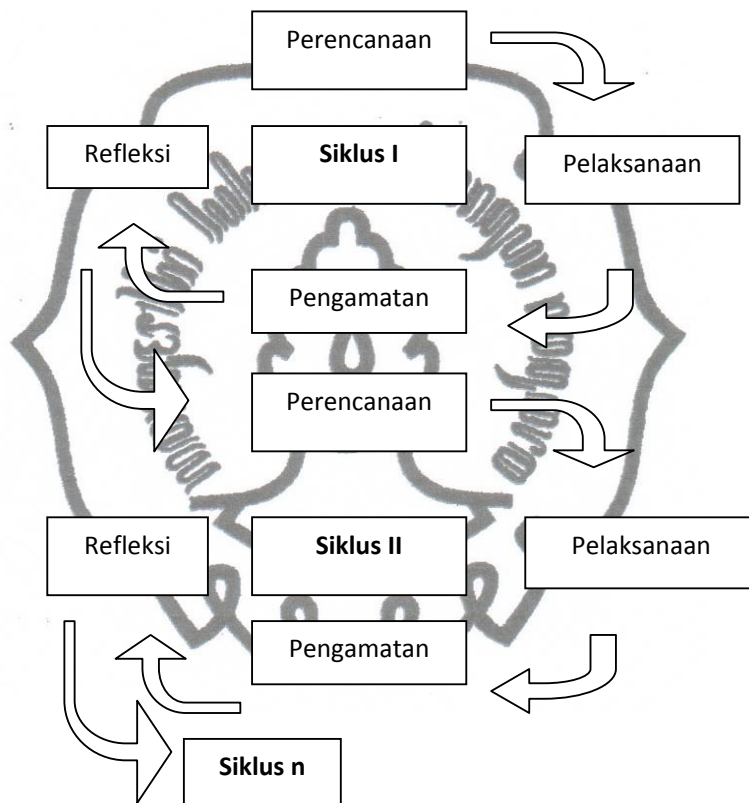 Perencanaan
Refleksi
Siklus I
Pelaksanaan
Pengamatan
Perencanaan
Refleksi
Siklus II
Pelaksanaan
Pengamatan
Siklus n